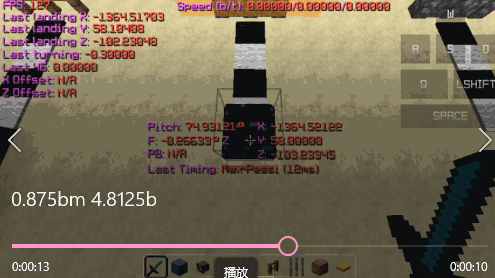 FPS: 127
Speed (b/t): 0.00000/0.00000/0.00000
Last landing X: -1364.51703
Last landing Y: 58.10408
Last landing Z: -102.23048
Last: -0.30000
Last 45: 0.00000
X Offset: N/A
Z Offset: N/A
W
A S D
Q LSHIFT
SPACE
Pitch: 74.93121° X: -1364.52122
F: -0.26633° Z Y: 58.00000
PB: N/A Z: -103.23345
Last Timing: Max-Pessi (12ms)
0.875bm 4.8125b
0:00:13
播放
0:00:10